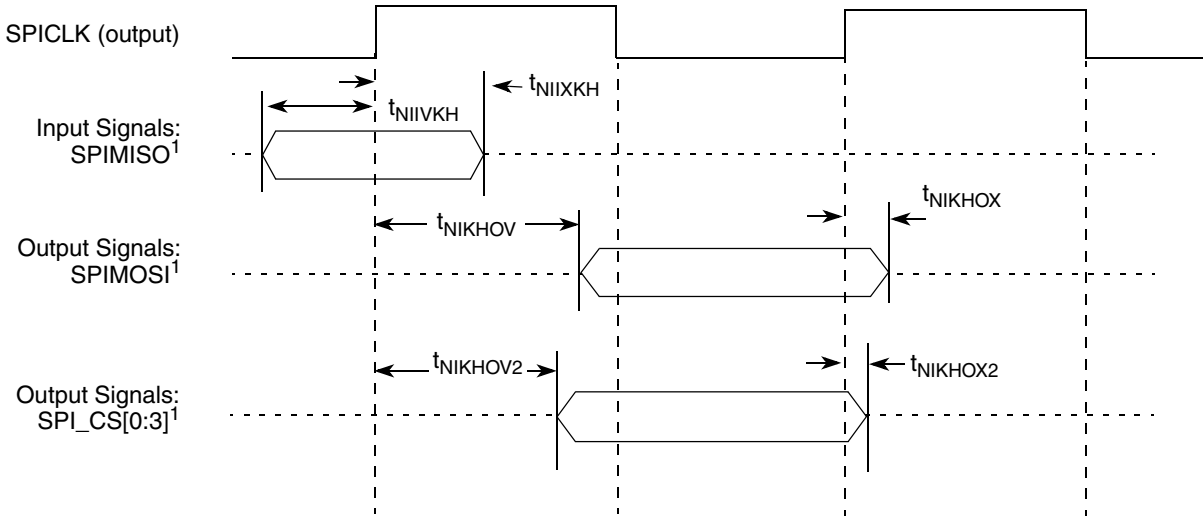 SPICLK (output)
tNIIXKH
tNIIVKH
Input Signals:
SPIMISO1
tNIKHOX
tNIKHOV
Output Signals:
SPIMOSI1
tNIKHOV2
tNIKHOX2
Output Signals:
SPI_CS[0:3]1